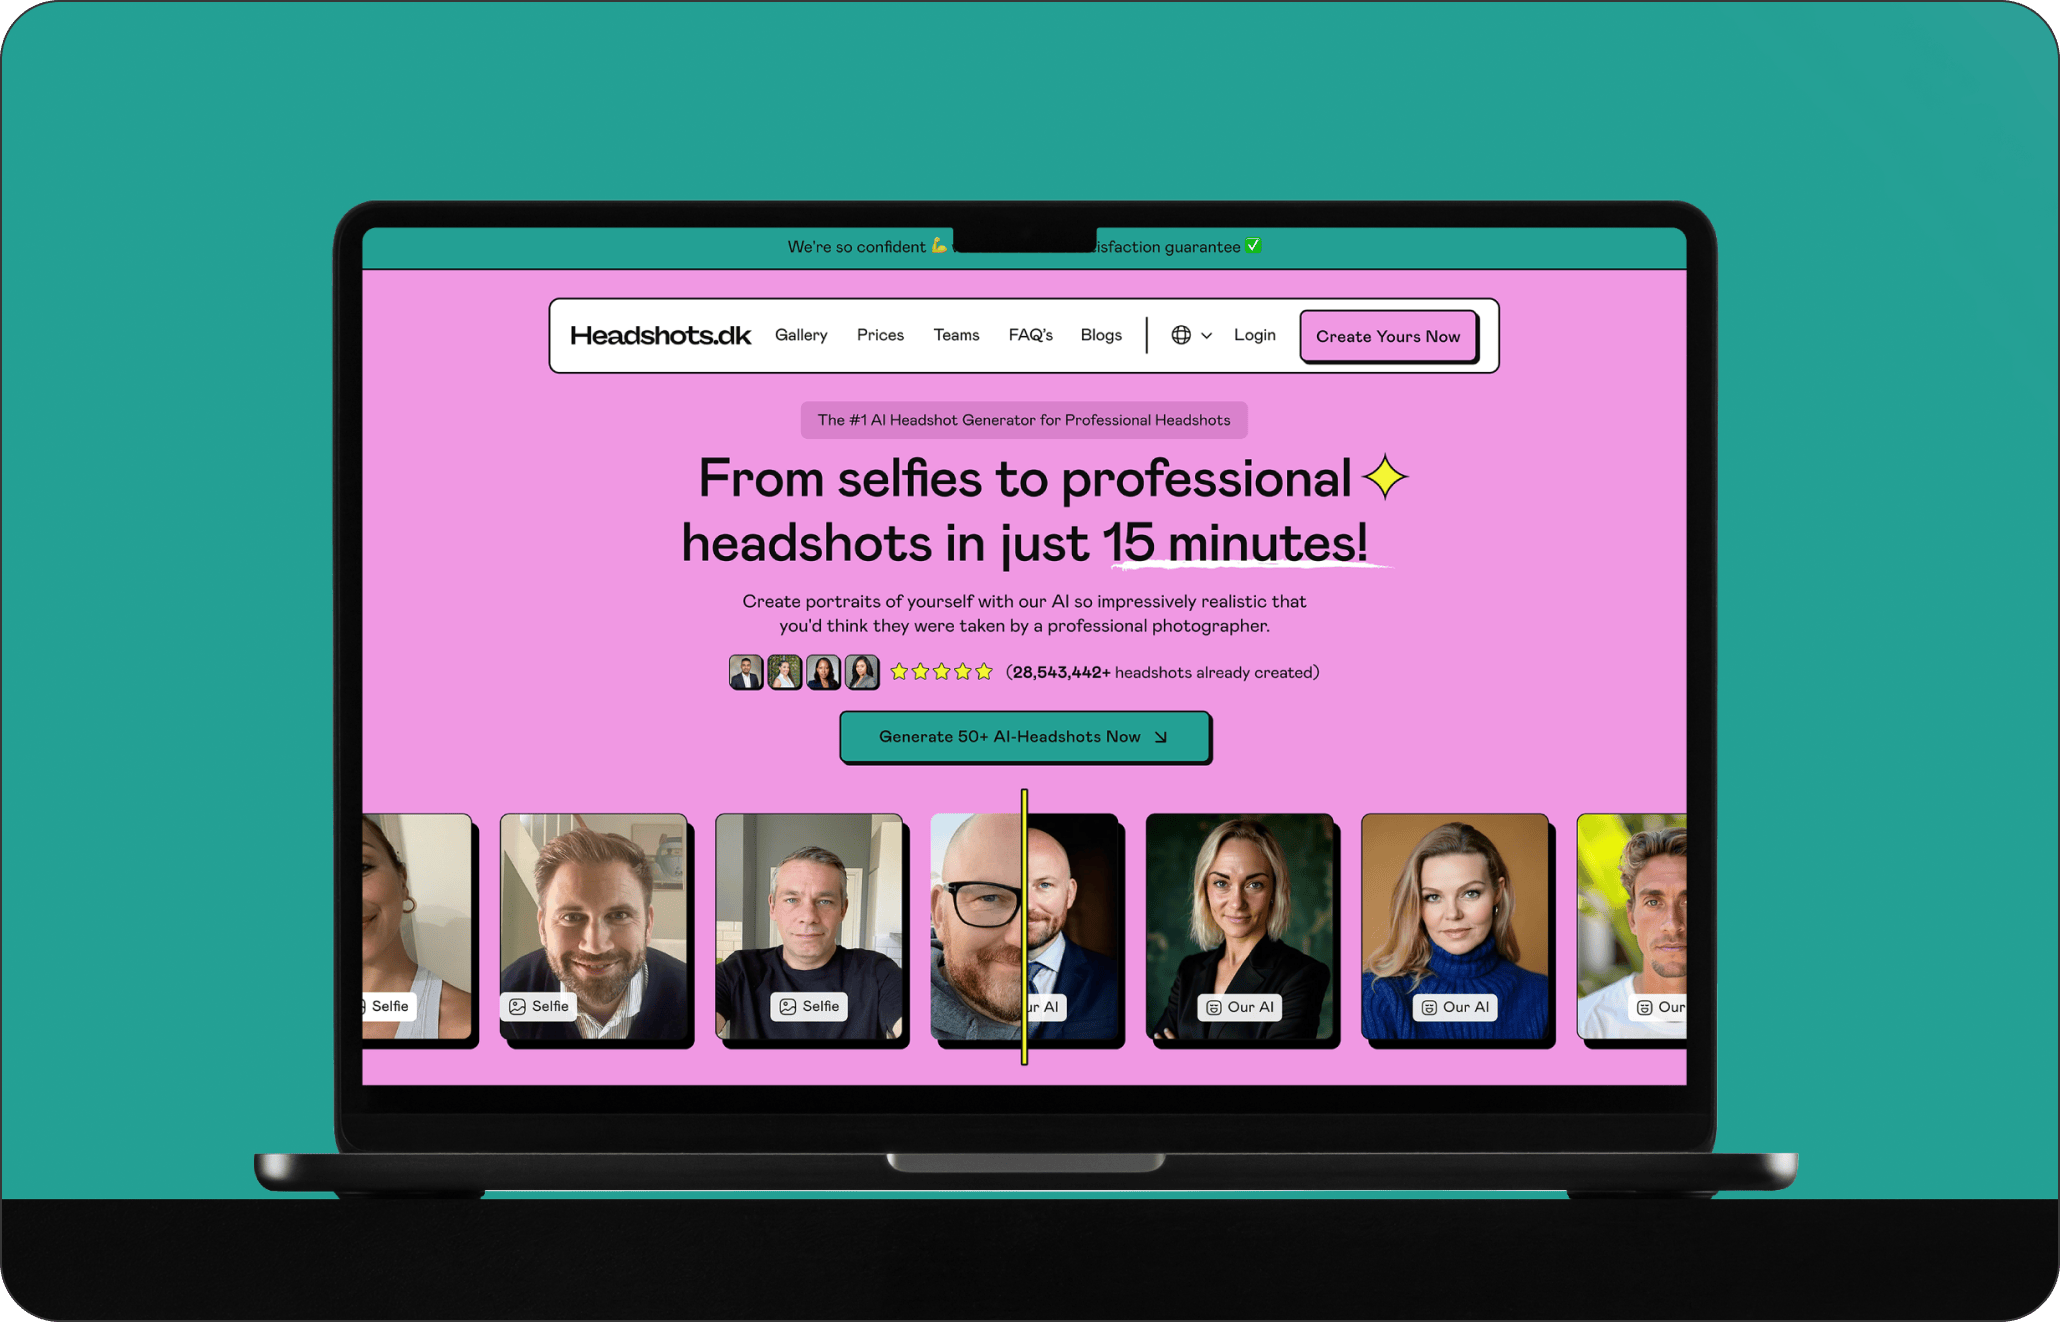 We're so confident 💪 isfaction guarantee ✅
Headshots.dk Gallery Prices Teams FAQ's Blogs Login Create Yours Now
The #1 AI Headshot Generator for Professional Headshots
From selfies to professional
headshots in just 15 minutes!
Create portraits of yourself with our AI so impressively realistic that
you'd think they were taken by a professional photographer.
(28,543,442+ headshots already created)
Generate 50+ AI-Headshots Now
Selfie
Selfie
Selfie
ur AI
Our AI
Our AI
Our